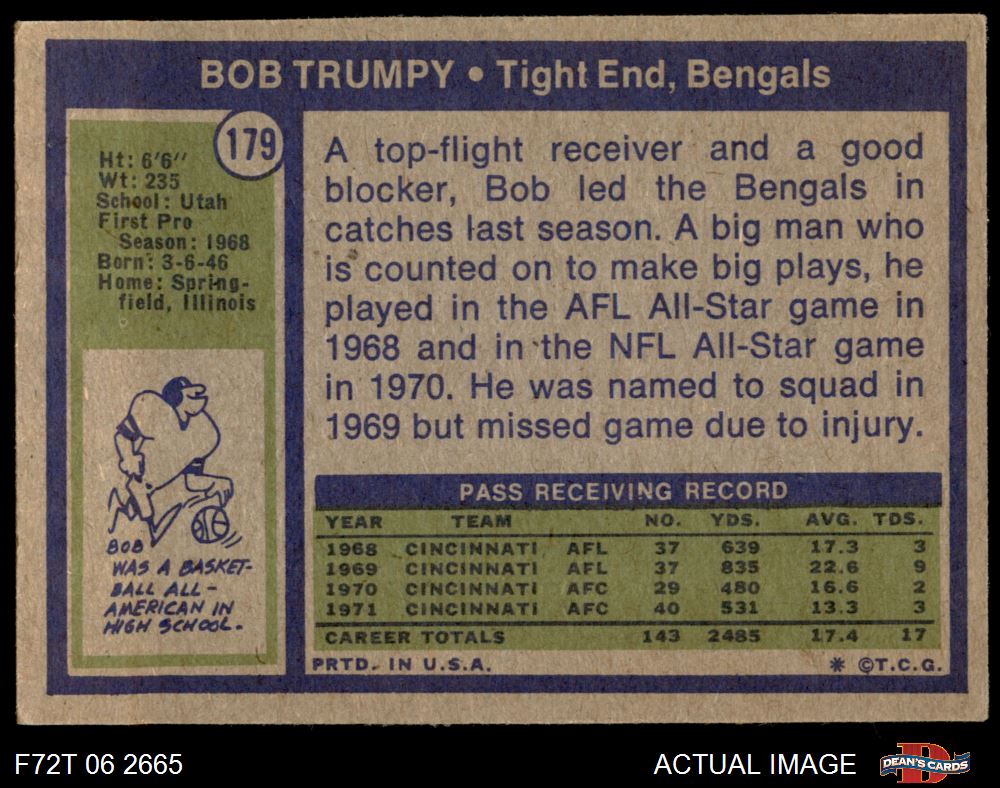 BOB TRUMPY • Tight End, Bengals
179
Ht: 6'6''
Wt: 235
School: Utah
First Pro
Season: 1968
Born: 3-6-46
Home: Spring-
field, Illinois
BOB
WAS A BASKET-
BALL ALL-
AMERICAN IN
HIGH SCHOOL.
A top-flight receiver and a good
blocker, Bob led the Bengals in
catches last season. A big man who
is counted on to make big plays, he
played in the AFL All-Star game in
1968 and in the NFL All-Star game
in 1970. He was named to squad in
1969 but missed game due to injury.
PASS RECEIVING RECORD
YEAR TEAM NO. YDS. AVG. TDS.
1968 CINCINNATI AFL 37 639 17.3 3
1969 CINCINNATI AFL 37 835 22.6 9
1970 CINCINNATI AFC 29 480 16.6 2
1971 CINCINNATI AFC 40 531 13.3 3
CAREER TOTALS 143 2485 17.4 17
PRTD. IN U.S.A. * ©T.C.G.
F72T 06 2665 ACTUAL IMAGE D DEAN'S CARDS